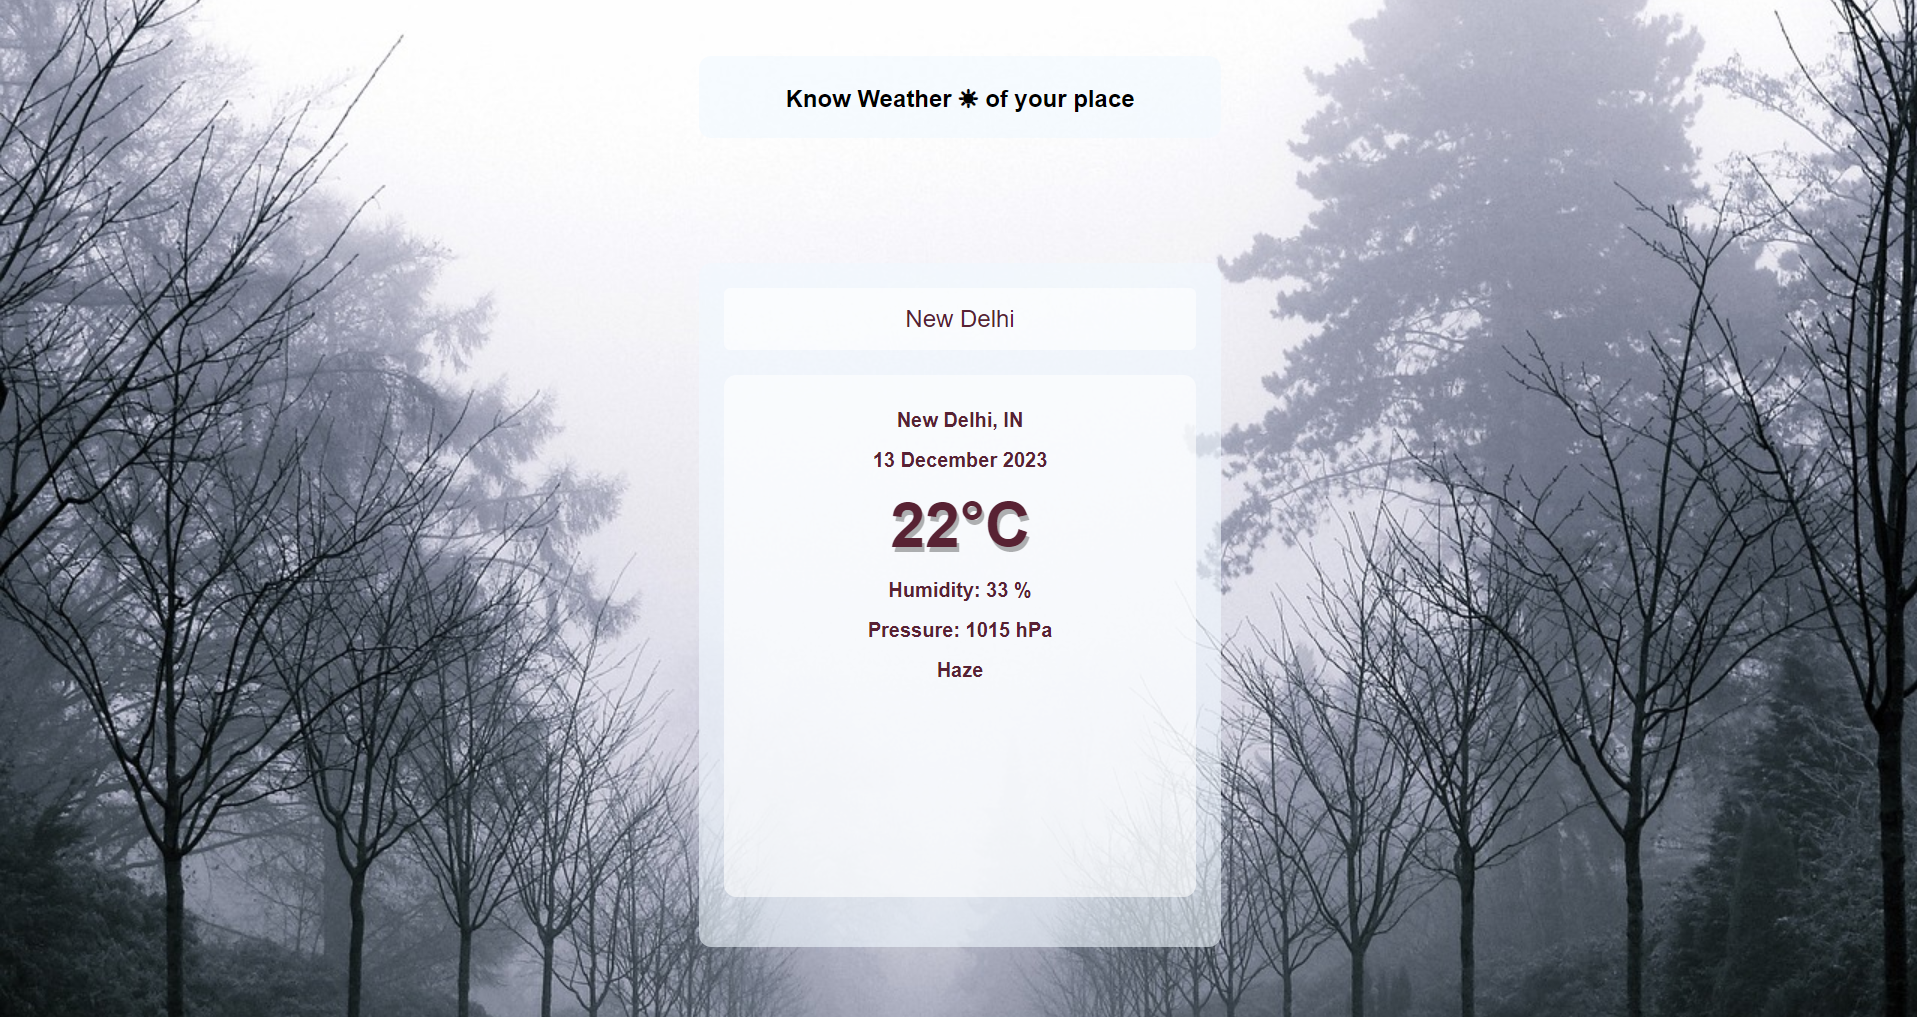 Know Weather ☀ of your place
New Delhi
New Delhi, IN
13 December 2023
22°C
Humidity: 33 %
Pressure: 1015 hPa
Haze